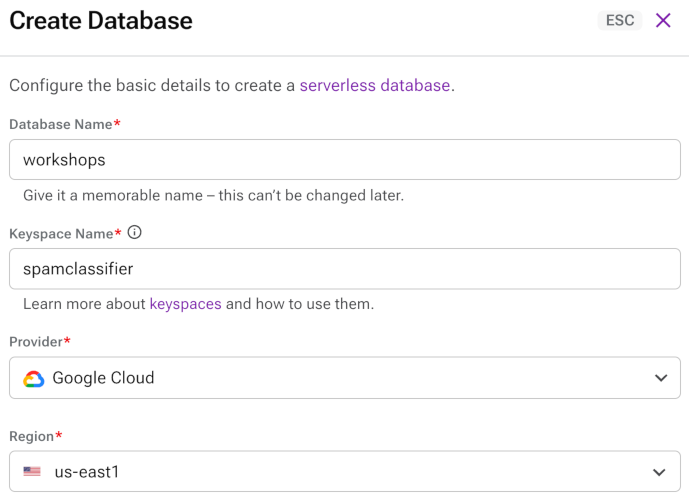 Create Database
ESC
Configure the basic details to create a serverless database.
Database Name*
workshops
Give it a memorable name – this can’t be changed later.
Keyspace Name*
spamclassifier
Learn more about keyspaces and how to use them.
Provider*
Google Cloud
Region*
us-east1